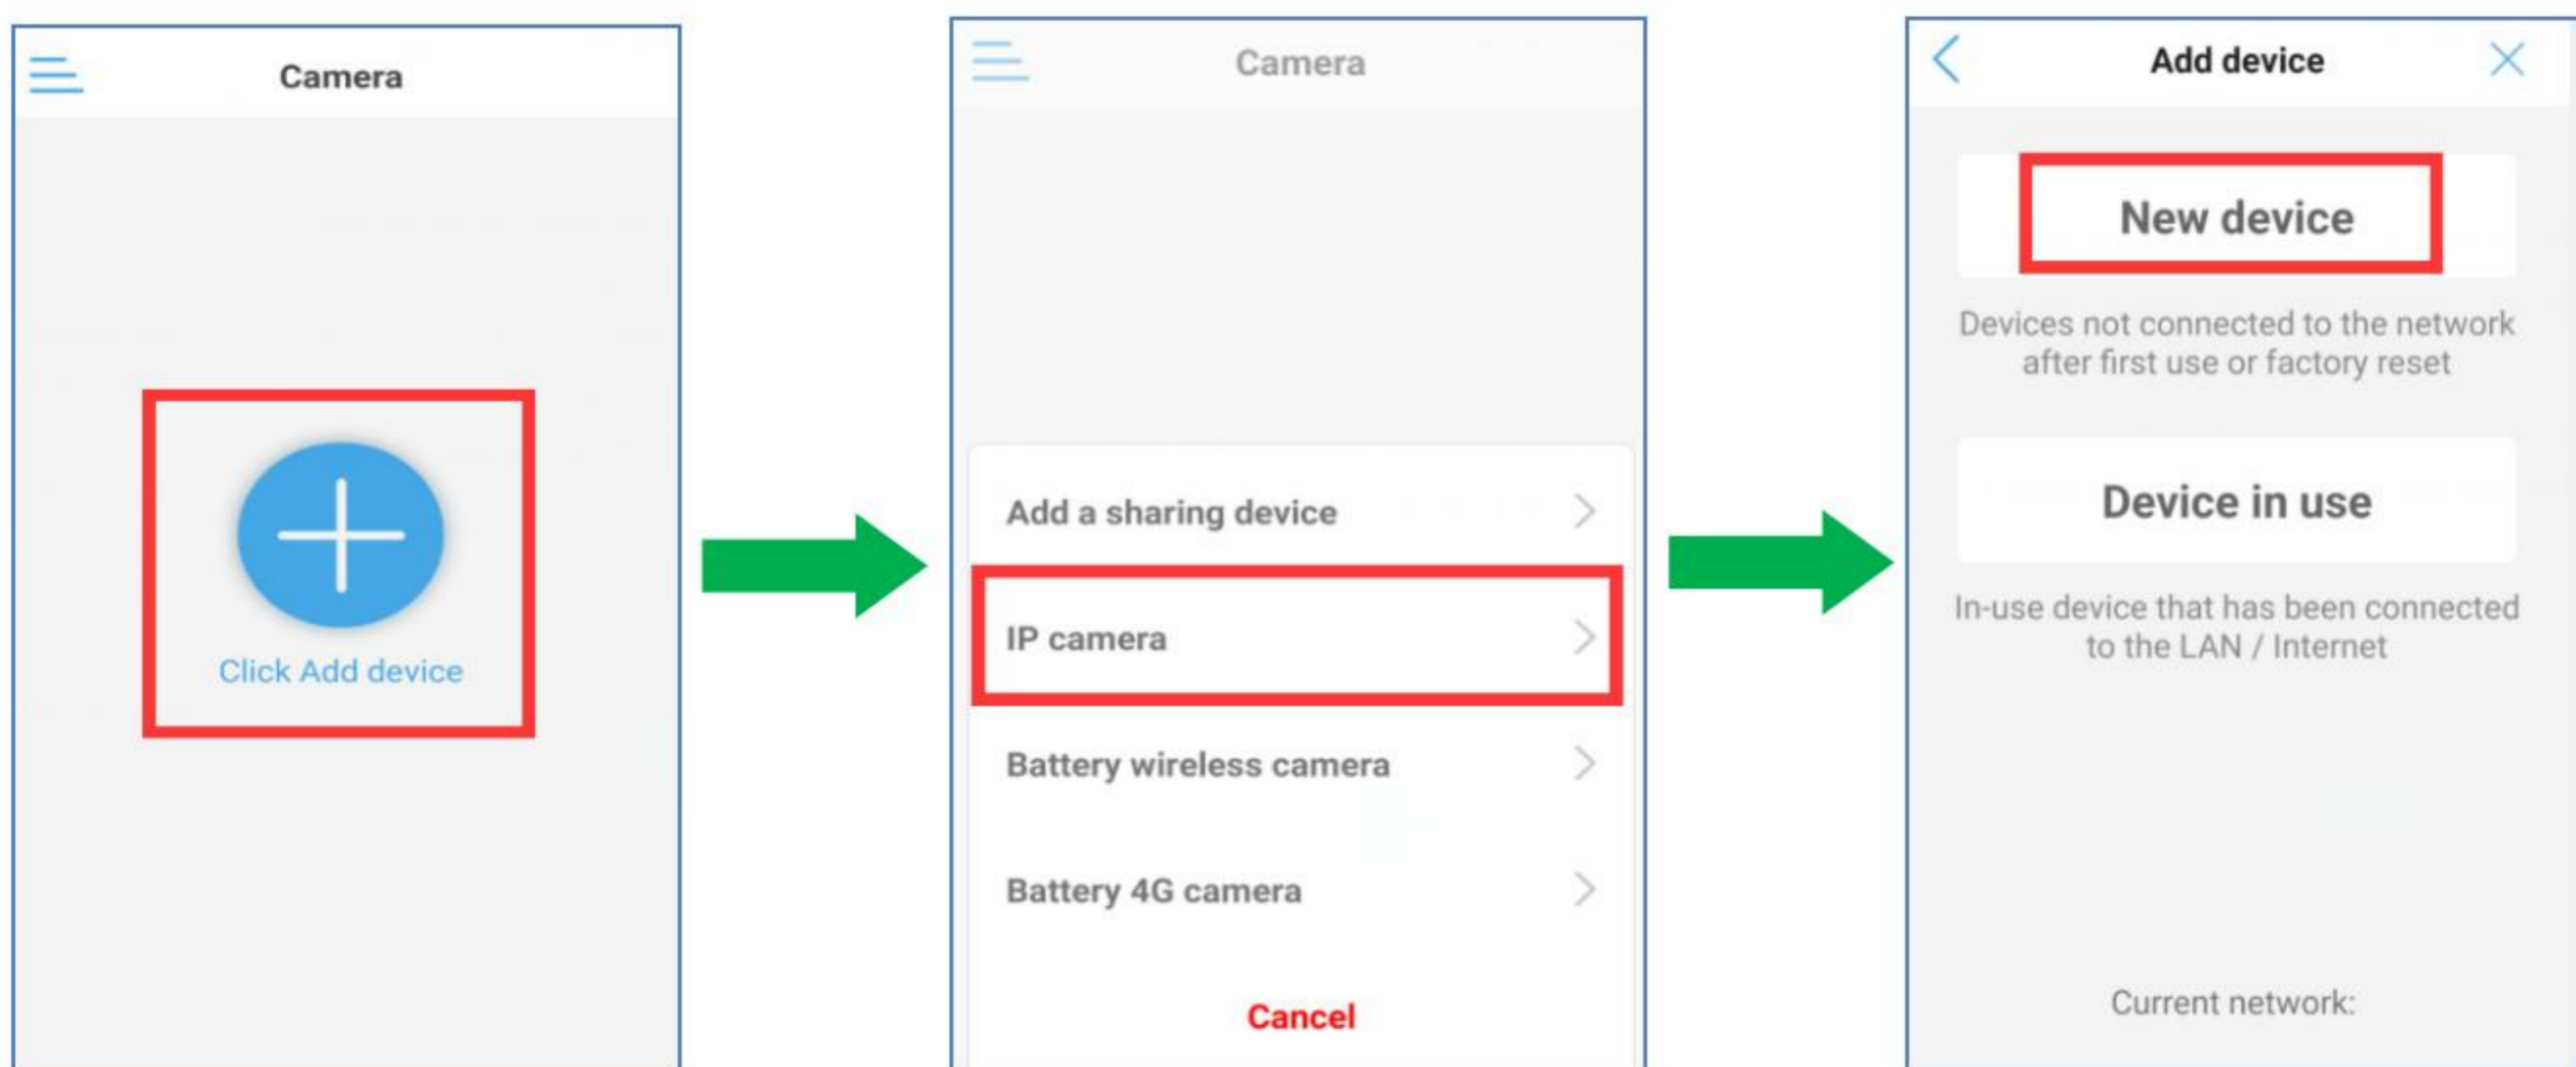 Camera
Click Add device
Camera
Add a sharing device
IP camera
Battery wireless camera
Battery 4G camera
Cancel
Add device
New device
Devices not connected to the network
after first use or factory reset
Device in use
In-use device that has been connected
to the LAN / Internet
Current network: